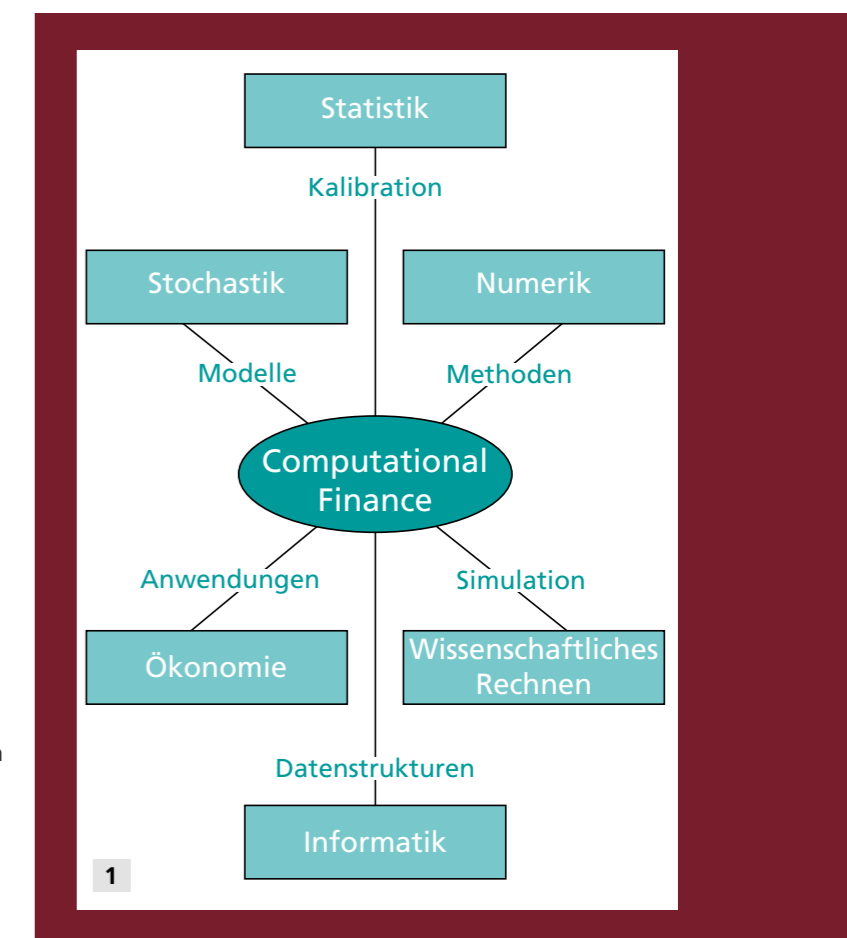 Statistik
Kalibration
Stochastik
Numerik
Modelle
Methoden
Computational
Finance
Anwendungen
Simulation
Ökonomie
Wissenschaftliches
Rechnen
Datenstrukturen
Informatik
1